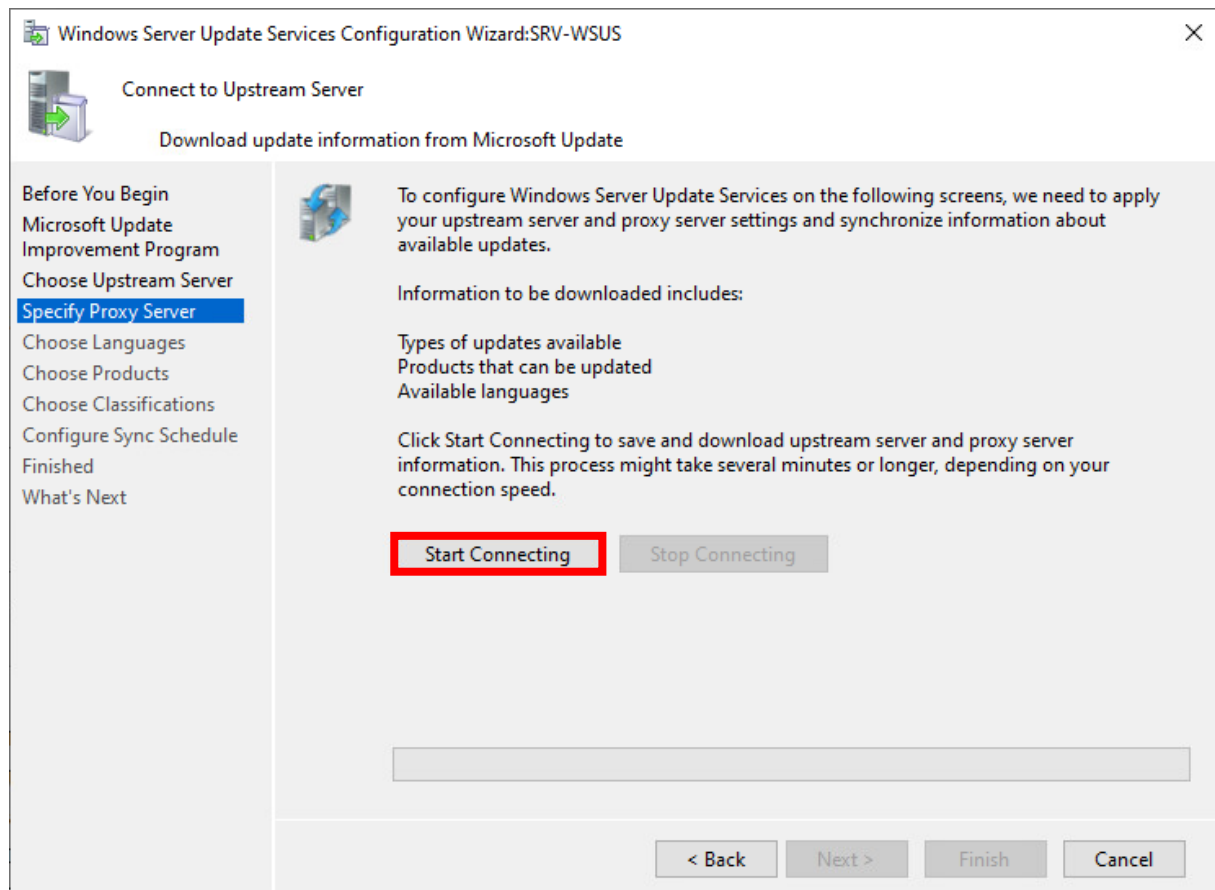 Windows Server Update Services Configuration Wizard:SRV-WSUS
Connect to Upstream Server
Download update information from Microsoft Update
Before You Begin
Microsoft Update
Improvement Program
Choose Upstream Server
Specify Proxy Server
Choose Languages
Choose Products
Choose Classifications
Configure Sync Schedule
Finished
What's Next
To configure Windows Server Update Services on the following screens, we need to apply
your upstream server and proxy server settings and synchronize information about
available updates.
Information to be downloaded includes:
Types of updates available
Products that can be updated
Available languages
Click Start Connecting to save and download upstream server and proxy server
information. This process might take several minutes or longer, depending on your
connection speed.
Start Connecting
Stop Connecting
< Back
Next >
Finish
Cancel